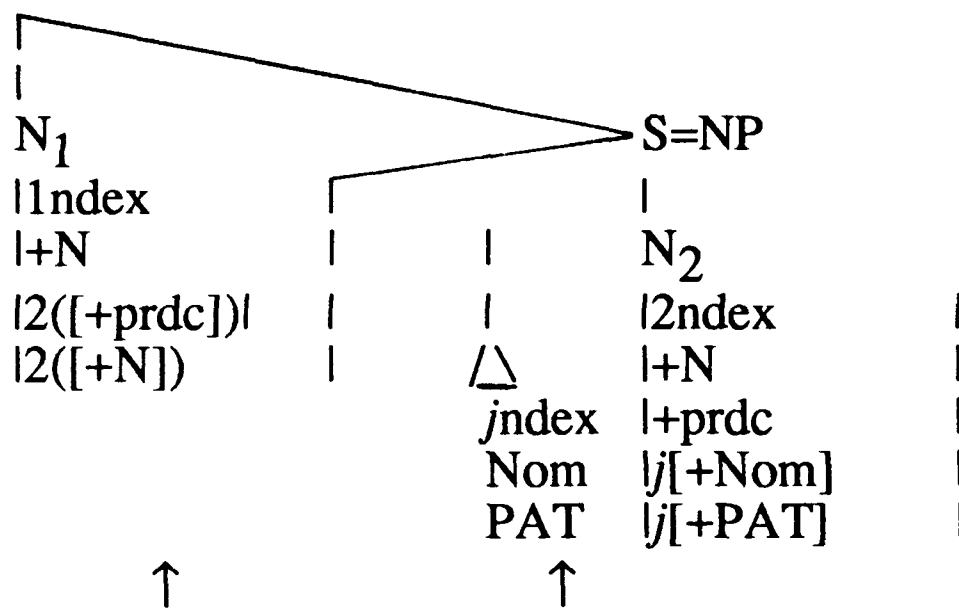 N1 S=NP
|1ndex
|+N N2
|2([+prdc])| |2ndex
|2([+N]) |+N
jndex |+prdc
Nom |j[+Nom]
PAT |j[+PAT]
↑ ↑